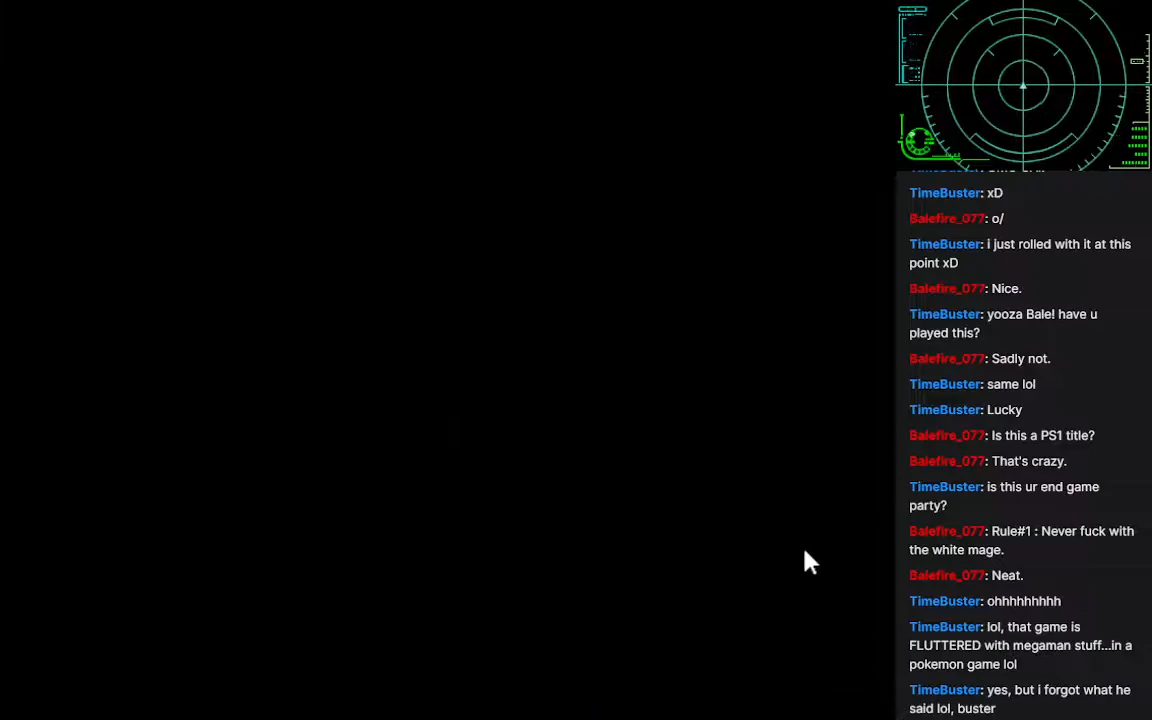 TimeBuster: xD
Balefire_077: o/
TimeBuster: i just rolled with it at this
point xD
Balefire_077: Nice.
TimeBuster: yooza Bale! have u
played this?
Balefire_077: Sadly not.
TimeBuster: same lol
TimeBuster: Lucky
Balefire_077: Is this a PS1 title?
Balefire_077: That's crazy.
TimeBuster: is this ur end game
party?
Balefire_077: Rule#1 : Never fuck with
the white mage.
Balefire_077: Neat.
TimeBuster: ohhhhhhhhh
TimeBuster: lol, that game is
FLUTTERED with megaman stuff...in a
pokemon game lol
TimeBuster: yes, but i forgot what he
said lol, buster